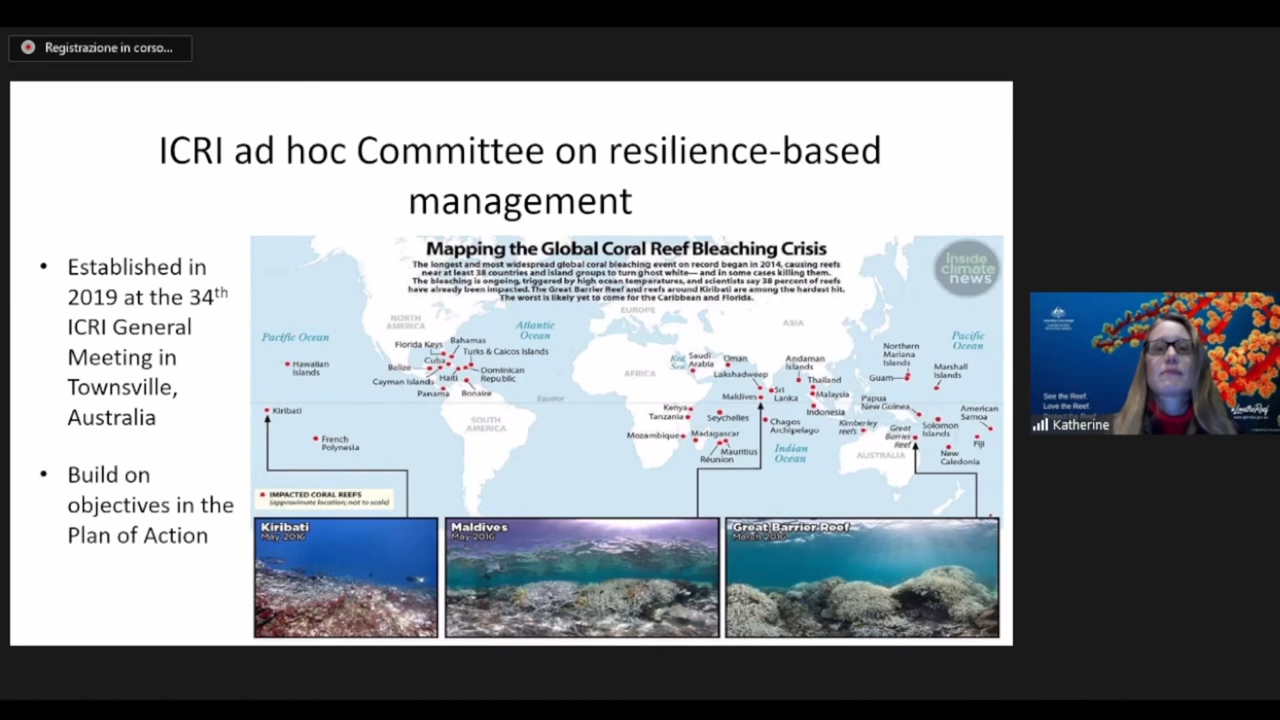 Registrazione in corso...
ICRI ad hoc Committee on resilience-based
management
• Established in
2019 at the 34th
ICRI General
Meeting in
Townsville,
Australia
• Build on
objectives in the
Plan of Action
Mapping the Global Coral Reef Bleaching Crisis
The longest and most widespread global coral bleaching event on record began in 2014, causing reefs
near at least 38 countries and island groups to turn ghost white—and in some cases killing them.
The bleaching is ongoing, triggered by high ocean temperatures, and scientists say 38 percent of reefs
have already been impacted. The Great Barrier Reef and reefs around Kiribati are among the hardest hit.
The worst is likely yet to come for the Caribbean and Florida.
inside
climate
news
NORTH
AMERICA
EUROPE
ASIA
Pacific Ocean
Atlantic
Ocean
Pacific
Ocean
Florida Keys
Bahamas
Cuba
Turks & Caicos Islands
Belize
Cayman Islands
Haiti
Dominican
Republic
Panama
Bonaire
Hawaiian
Islands
Kiribati
French
Polynesia
SOUTH
AMERICA
Equator
AFRICA
Red
Sea
Saudi
Arabia
Oman
Lakshadweep
Maldives
Sri
Lanka
Andaman
Islands
Thailand
Malaysia
Indonesia
Northern
Mariana
Islands
Guam
Marshall
Islands
Papua
New Guinea
Kenya
Tanzania
Seychelles
Chagos
Archipelago
Mozambique
Madagascar
Mauritius
Réunion
Indian
Ocean
Kimberley
reefs
Great
Barrier
Reef
AUSTRALIA
Solomon
Islands
American
Samoa
Fiji
New
Caledonia
IMPACTED CORAL REEFS
(approximate location; not to scale)
Kiribati
May 2016
Maldives
May 2016
Great Barrier Reef
March 2016
See the Reef.
Love the Reef.
Protect the Reef.
#LovetheReef
Katherine